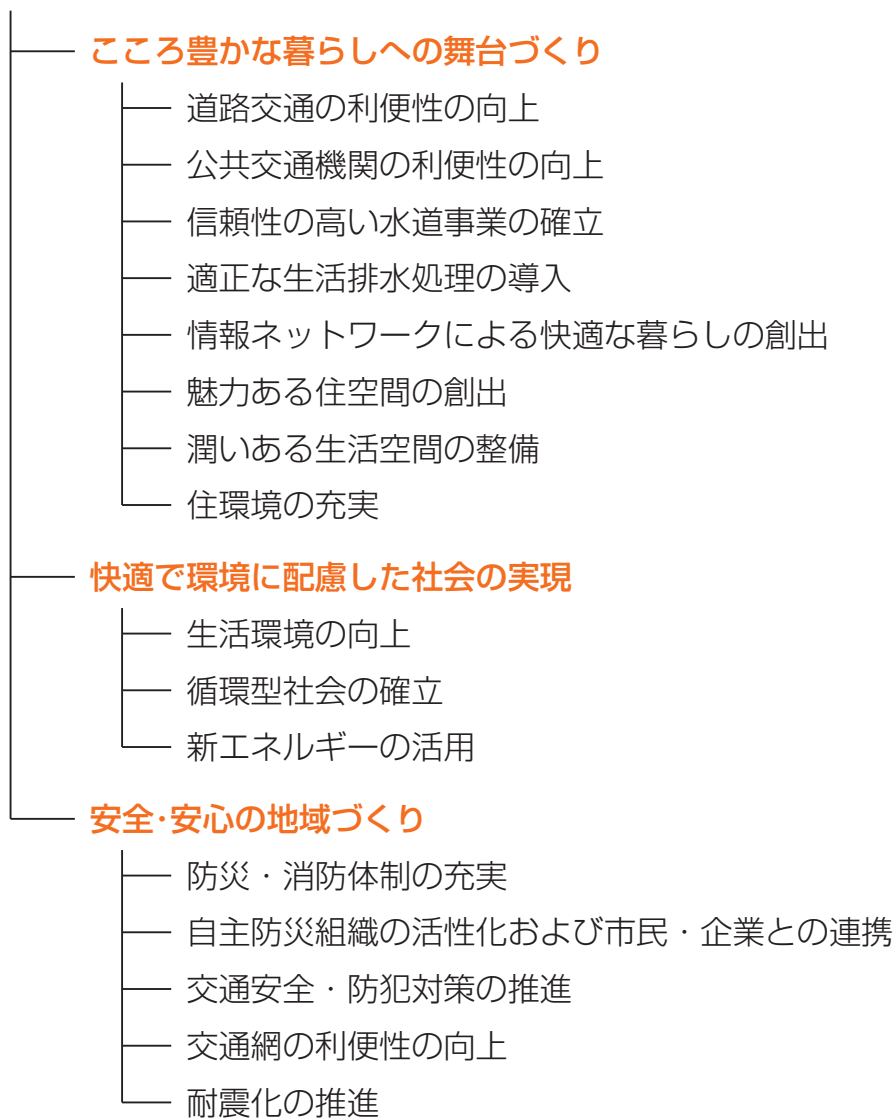 こころ豊かな暮らしへの舞台づくり
道路交通の利便性の向上
公共交通機関の利便性の向上
信頼性の高い水道事業の確立
適正な生活排水処理の導入
情報ネットワークによる快適な暮らしの創出
魅力ある住空間の創出
潤いある生活空間の整備
住環境の充実
快適で環境に配慮した社会の実現
生活環境の向上
循環型社会の確立
新エネルギーの活用
安全･安心の地域づくり
防災・消防体制の充実
自主防災組織の活性化および市民・企業との連携
交通安全・防犯対策の推進
交通網の利便性の向上
耐震化の推進